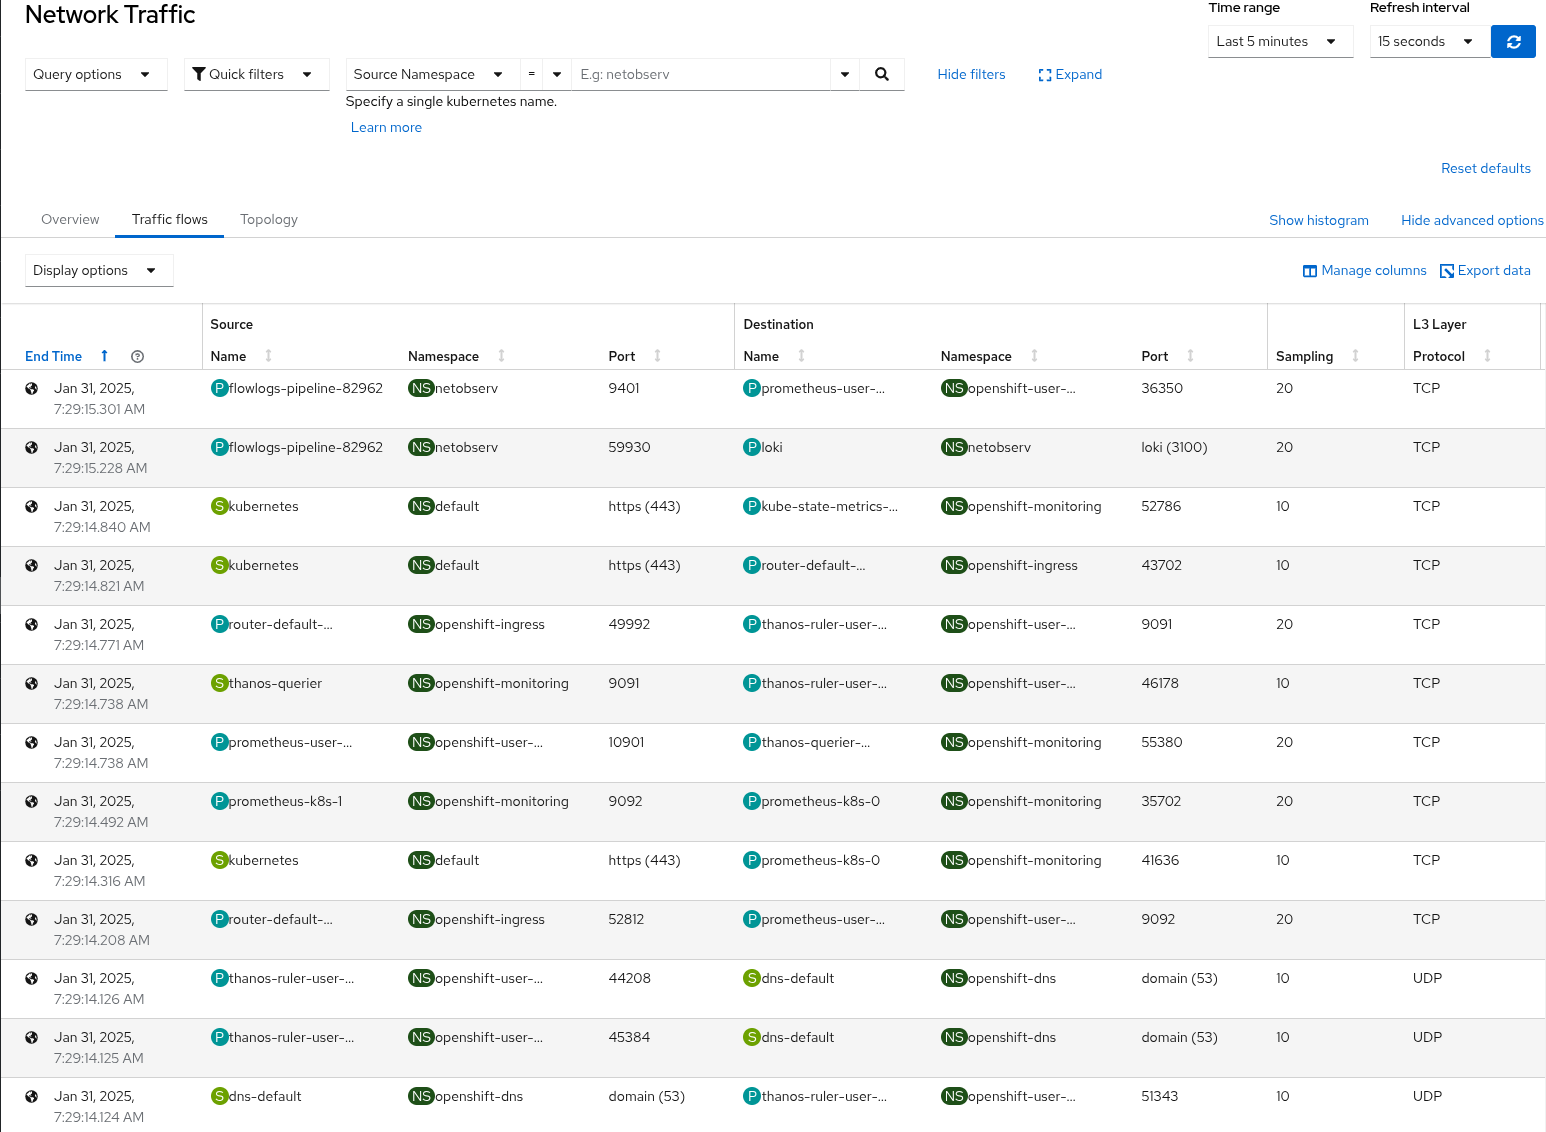 Network Traffic
Time range
Refresh interval
Last 5 minutes
15 seconds
Query options
Quick filters
Source Namespace
=
E.g: netobserv
Hide filters
Expand
Specify a single kubernetes name.
Learn more
Reset defaults
Overview
Traffic flows
Topology
Show histogram
Hide advanced options
Display options
Manage columns
Export data
Source
Destination
L3 Layer
End Time Name Namespace Port Name Namespace Port Sampling Protocol
Jan 31, 2025, P flowlogs-pipeline-82962 NS netobserv 9401 P prometheus-user-... NS openshift-user-... 36350 20 TCP
7:29:15.301 AM
Jan 31, 2025, P flowlogs-pipeline-82962 NS netobserv 59930 P loki NS netobserv loki (3100) 20 TCP
7:29:15.228 AM
Jan 31, 2025, S kubernetes NS default https (443) P kube-state-metrics-... NS openshift-monitoring 52786 10 TCP
7:29:14.840 AM
Jan 31, 2025, S kubernetes NS default https (443) P router-default-... NS openshift-ingress 43702 10 TCP
7:29:14.821 AM
Jan 31, 2025, P router-default-... NS openshift-ingress 49992 P thanos-ruler-user-... NS openshift-user-... 9091 20 TCP
7:29:14.771 AM
Jan 31, 2025, S thanos-querier NS openshift-monitoring 9091 P thanos-ruler-user-... NS openshift-user-... 46178 10 TCP
7:29:14.738 AM
Jan 31, 2025, P prometheus-user-... NS openshift-user-... 10901 P thanos-querier-... NS openshift-monitoring 55380 20 TCP
7:29:14.738 AM
Jan 31, 2025, P prometheus-k8s-1 NS openshift-monitoring 9092 P prometheus-k8s-0 NS openshift-monitoring 35702 20 TCP
7:29:14.492 AM
Jan 31, 2025, S kubernetes NS default https (443) P prometheus-k8s-0 NS openshift-monitoring 41636 10 TCP
7:29:14.316 AM
Jan 31, 2025, P router-default-... NS openshift-ingress 52812 P prometheus-user-... NS openshift-user-... 9092 20 TCP
7:29:14.208 AM
Jan 31, 2025, P thanos-ruler-user-... NS openshift-user-... 44208 S dns-default NS openshift-dns domain (53) 10 UDP
7:29:14.126 AM
Jan 31, 2025, P thanos-ruler-user-... NS openshift-user-... 45384 S dns-default NS openshift-dns domain (53) 10 UDP
7:29:14.125 AM
Jan 31, 2025, S dns-default NS openshift-dns domain (53) P thanos-ruler-user-... NS openshift-user-... 51343 10 UDP
7:29:14.124 AM